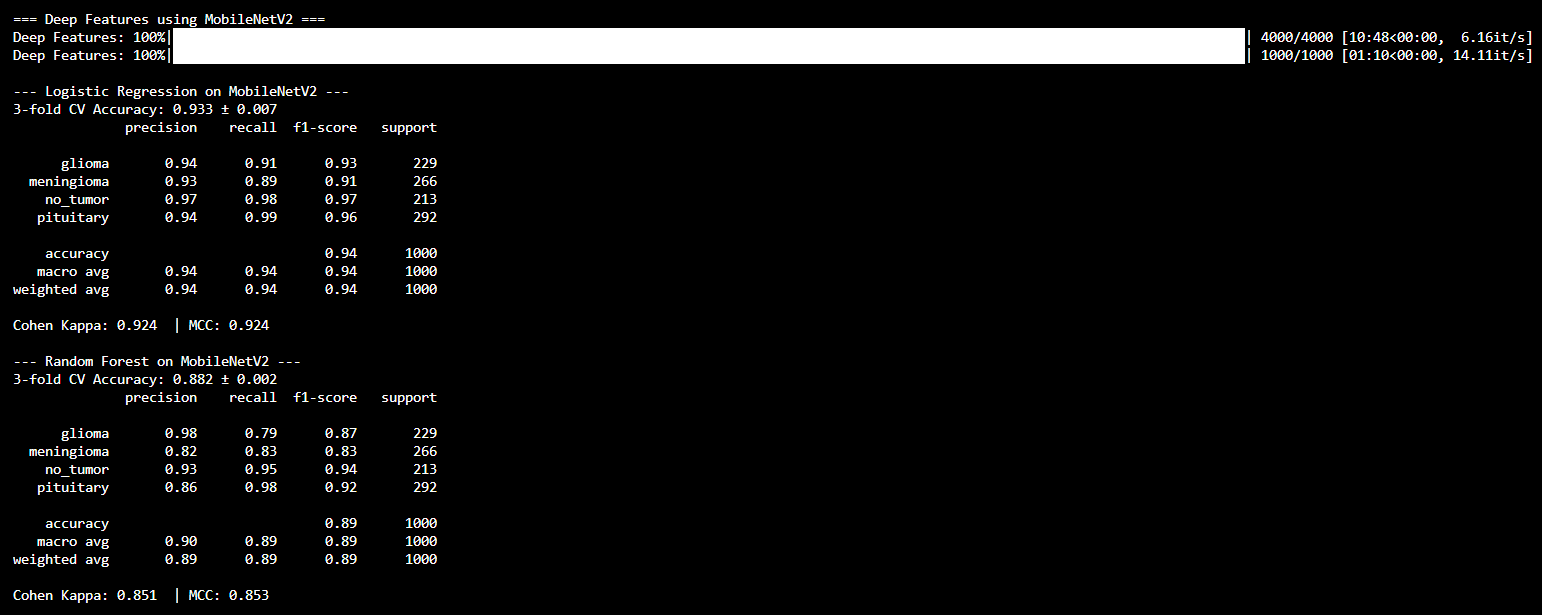 === Deep Features using MobileNetV2 ===
Deep Features: 100%| | 4000/4000 [10:48<00:00,  6.16it/s]
Deep Features: 100%| | 1000/1000 [01:10<00:00, 14.11it/s]
--- Logistic Regression on MobileNetV2 ---
3-fold CV Accuracy: 0.933 ± 0.007
              precision    recall  f1-score   support
      glioma       0.94      0.91      0.93       229
  meningioma       0.93      0.89      0.91       266
    no_tumor       0.97      0.98      0.97       213
   pituitary       0.94      0.99      0.96       292
    accuracy                           0.94      1000
   macro avg       0.94      0.94      0.94      1000
weighted avg       0.94      0.94      0.94      1000
Cohen Kappa: 0.924  | MCC: 0.924
--- Random Forest on MobileNetV2 ---
3-fold CV Accuracy: 0.882 ± 0.002
              precision    recall  f1-score   support
      glioma       0.98      0.79      0.87       229
  meningioma       0.82      0.83      0.83       266
    no_tumor       0.93      0.95      0.94       213
   pituitary       0.86      0.98      0.92       292
    accuracy                           0.89      1000
   macro avg       0.90      0.89      0.89      1000
weighted avg       0.89      0.89      0.89      1000
Cohen Kappa: 0.851  | MCC: 0.853